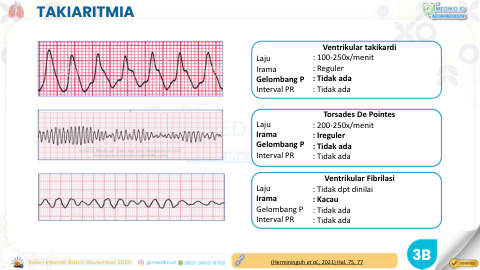 TAKIARITMIA
MEDIKO.ID
Ventrikular takikardi
Laju : 100-250x/menit
Irama : Reguler
Gelombang P : Tidak ada
Interval PR : Tidak ada
Torsades De Pointes
Laju : 200-250x/menit
Irama : Ireguler
Gelombang P : Tidak ada
Interval PR : Tidak ada
Ventrikular Fibrilasi
Laju : Tidak dpt dinilai
Irama : Kacau
Gelombang P : Tidak ada
Interval PR : Tidak ada
(Herminingsih et al., 2021) Hal. 75, 77
3B